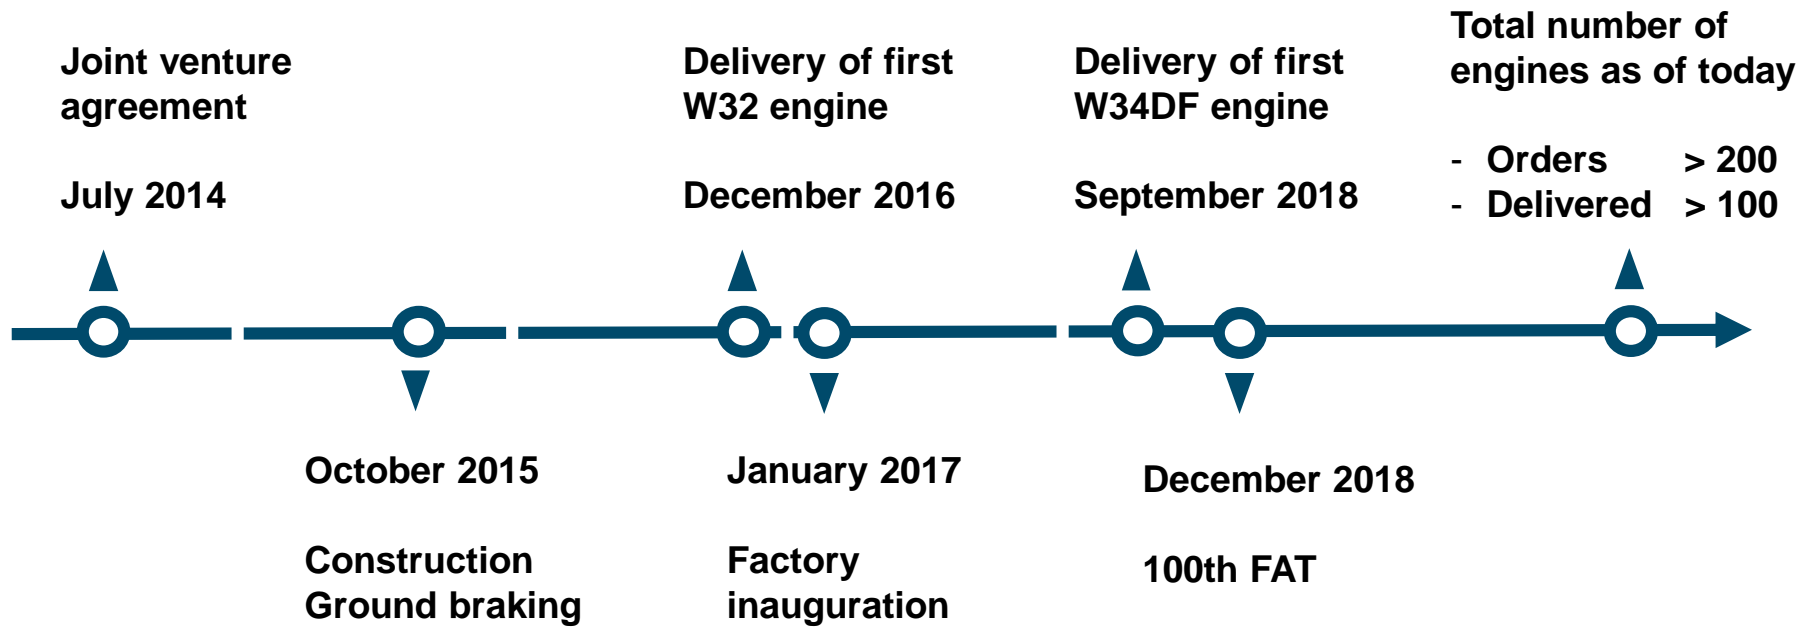 Joint venture
agreement
July 2014
October 2015
Construction
Ground braking
Delivery of first
W32 engine
December 2016
January 2017
Factory
inauguration
Delivery of first
W34DF engine
September 2018
December 2018
100th FAT
Total number of
engines as of today
- Orders > 200
- Delivered > 100